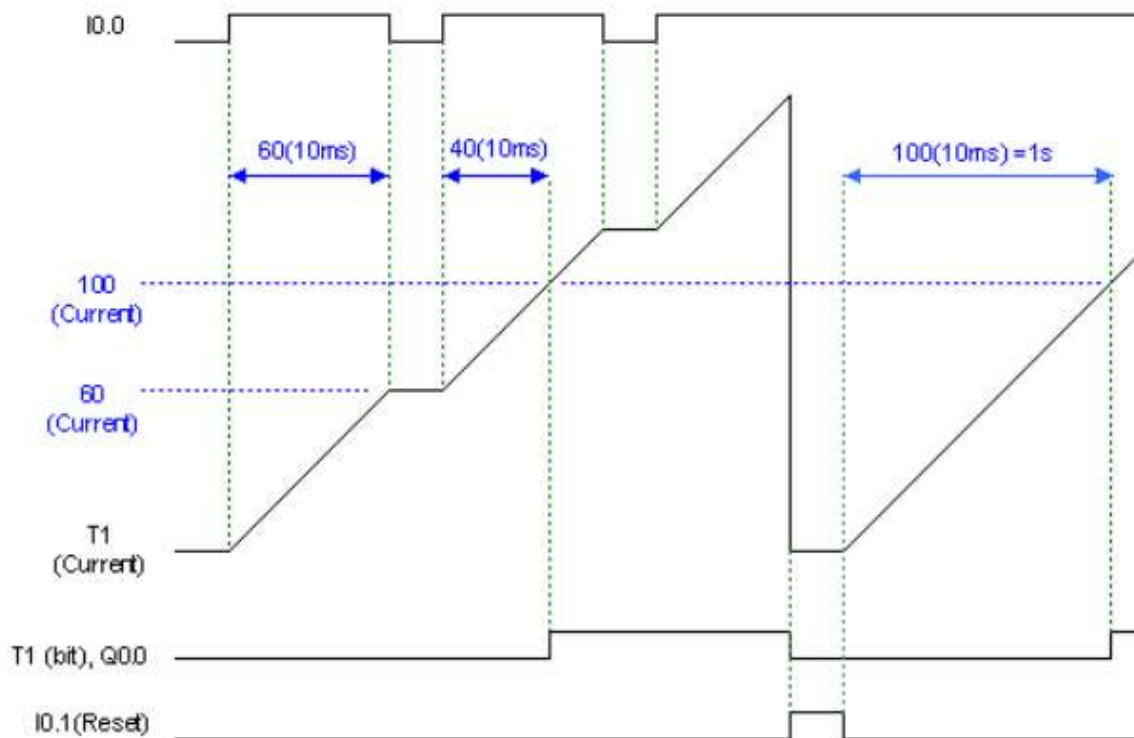 I0.0
60(10ms)
40(10ms)
100(10ms)=1s
100
(Current)
60
(Current)
T1
(Current)
T1 (bit), Q0.0
I0.1(Reset)